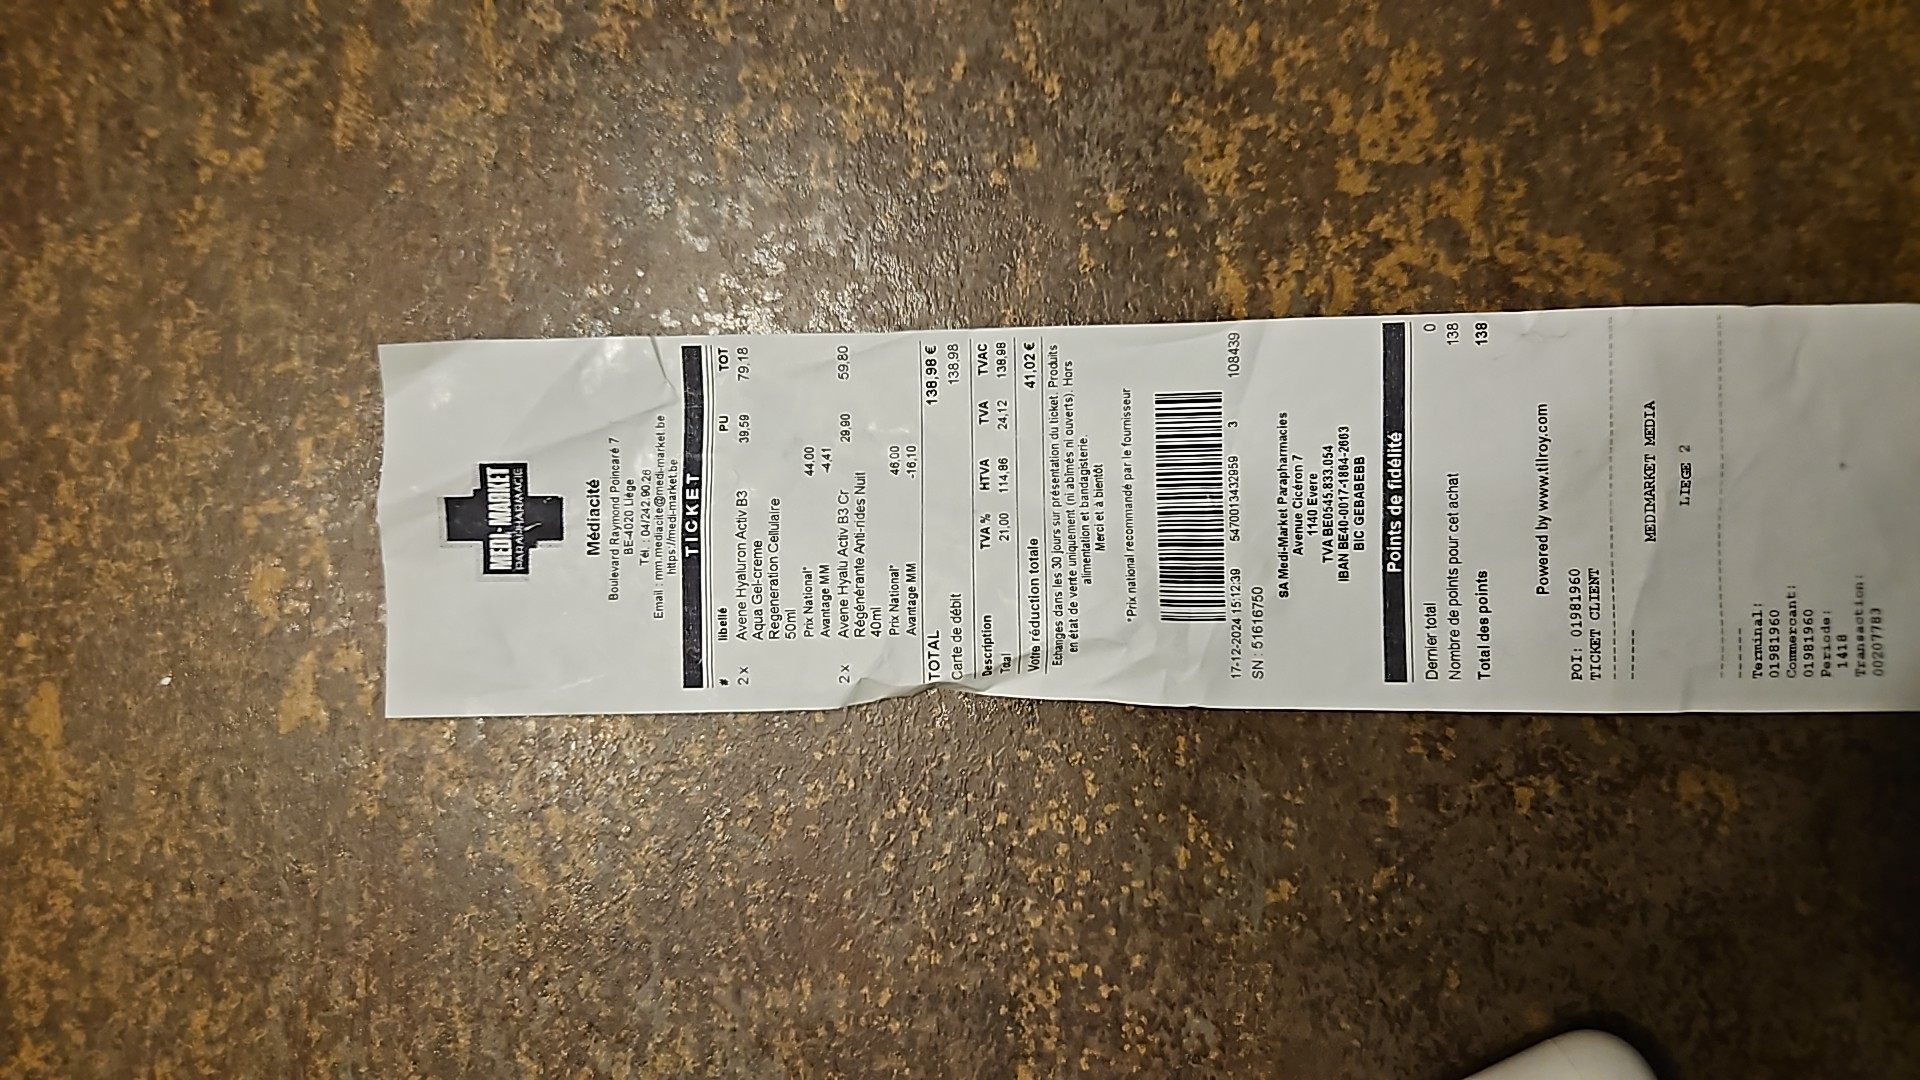 MEDI-MARKET
PARAPHARMACIE
Médiacité
Boulevard Raymond Poincaré 7
BE-4020 Liège
Tél. : 04/242.90.26
Email : mm.mediacite@medi-market.be
https://medi-market.be
TICKET
# libellé PU TOT
2 x Avene Hyaluron Activ B3 39,59 79,18
Aqua Gel-creme
Regeneration Cellulaire
50ml
Prix National* 44,00
Avantage MM -4,41
2 x Avene Hyalu Activ B3 Cr 29,90 59,80
Régénérante Anti-rides Nuit
40ml
Prix National* 46,00
Avantage MM -16,10
TOTAL 138,98 €
Carte de débit 138,98
Description TVA % HTVA TVA TVAC
Total 21,00 114,86 24,12 138,98
Votre réduction totale 41,02 €
Echanges dans les 30 jours sur présentation du ticket. Produits
en état de vente uniquement (ni abîmés ni ouverts). Hors
alimentation et bandagisterie.
Merci et à bientôt
*Prix national recommandé par le fournisseur
17-12-2024 15:12:39 5470013432959 3 108439
SN : 51616750
SA Medi-Market Parapharmacies
Avenue Cicéron 7
1140 Evere
TVA BE0545.833.054
IBAN BE40-0017-1884-2663
BIC GEBABEBB
Points de fidélité
Dernier total 0
Nombre de points pour cet achat 138
Total des points 138
Powered by www.tilroy.com
POI: 01981960
TICKET CLIENT
MEDIMARKET MEDIA
LIEGE 2
Terminal:
01981960
Commercant:
01981960
Periode:
1418
Transaction:
00207783